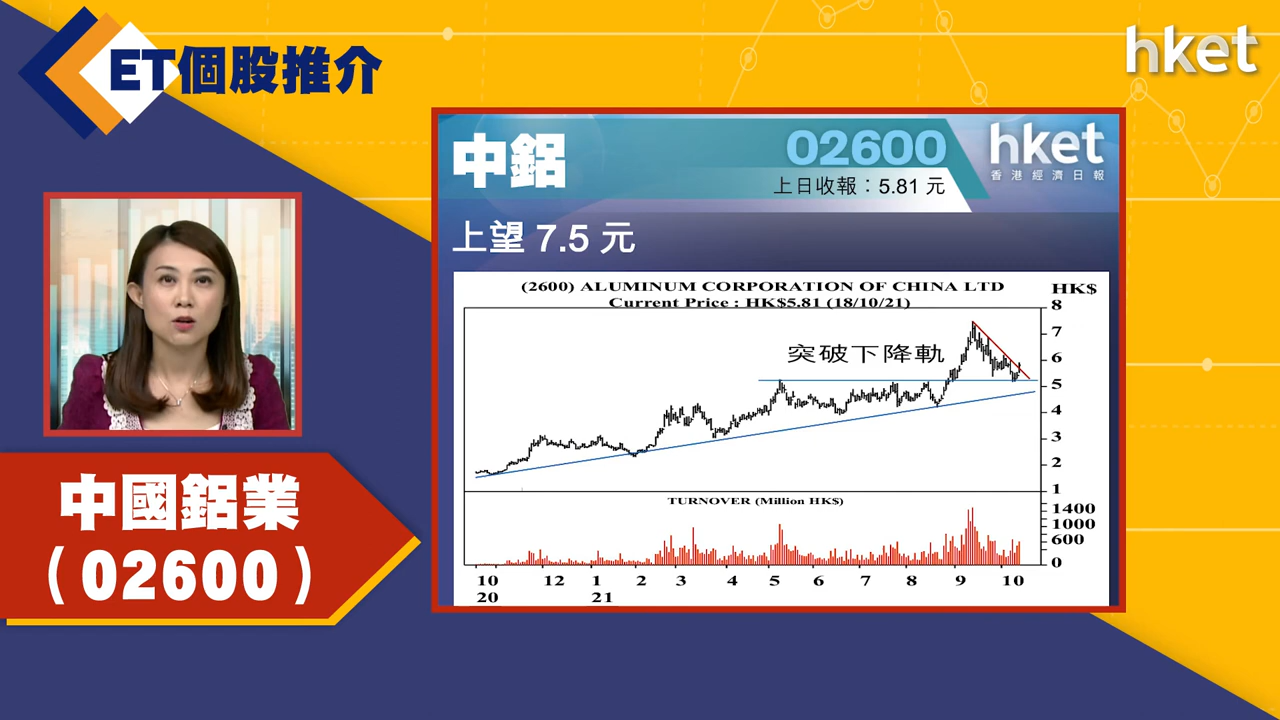 ET個股推介
hket
中鋁
02600
上日收報：5.81 元
hket
香港經濟日報
上望 7.5 元
(2600) ALUMINUM CORPORATION OF CHINA LTD
Current Price : HK$5.81 (18/10/21)
HK$
突破下降軌
8
7
6
5
4
3
2
1
TURNOVER (Million HK$)
1400
1000
600
0
10 12 1 2 3 4 5 6 7 8 9 10
20 21
中國鋁業
（02600）